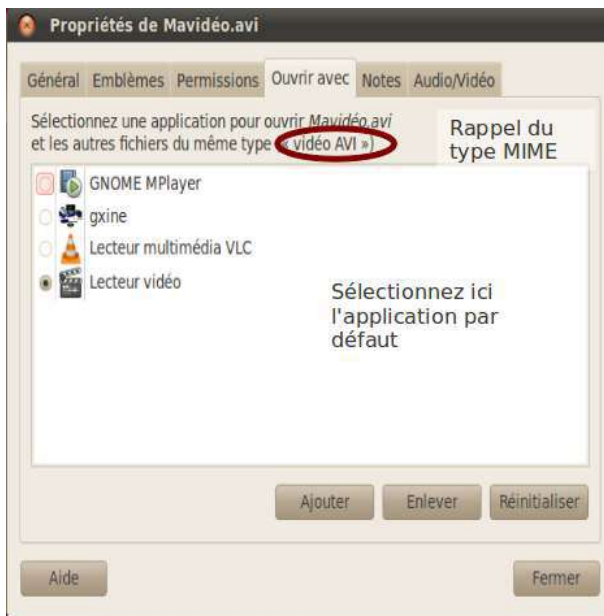 Propriétés de Mavidéo.avi
Général Emblèmes Permissions Ouvrir avec Notes Audio/Vidéo
Sélectionnez une application pour ouvrir Mavidéo.avi
et les autres fichiers du même type (« vidéo AVI »)
Rappel du
type MIME
GNOME MPlayer
gxine
Lecteur multimédia VLC
Lecteur vidéo
Sélectionnez ici
l'application par
défaut
Ajouter Enlever Réinitialiser
Aide Fermer